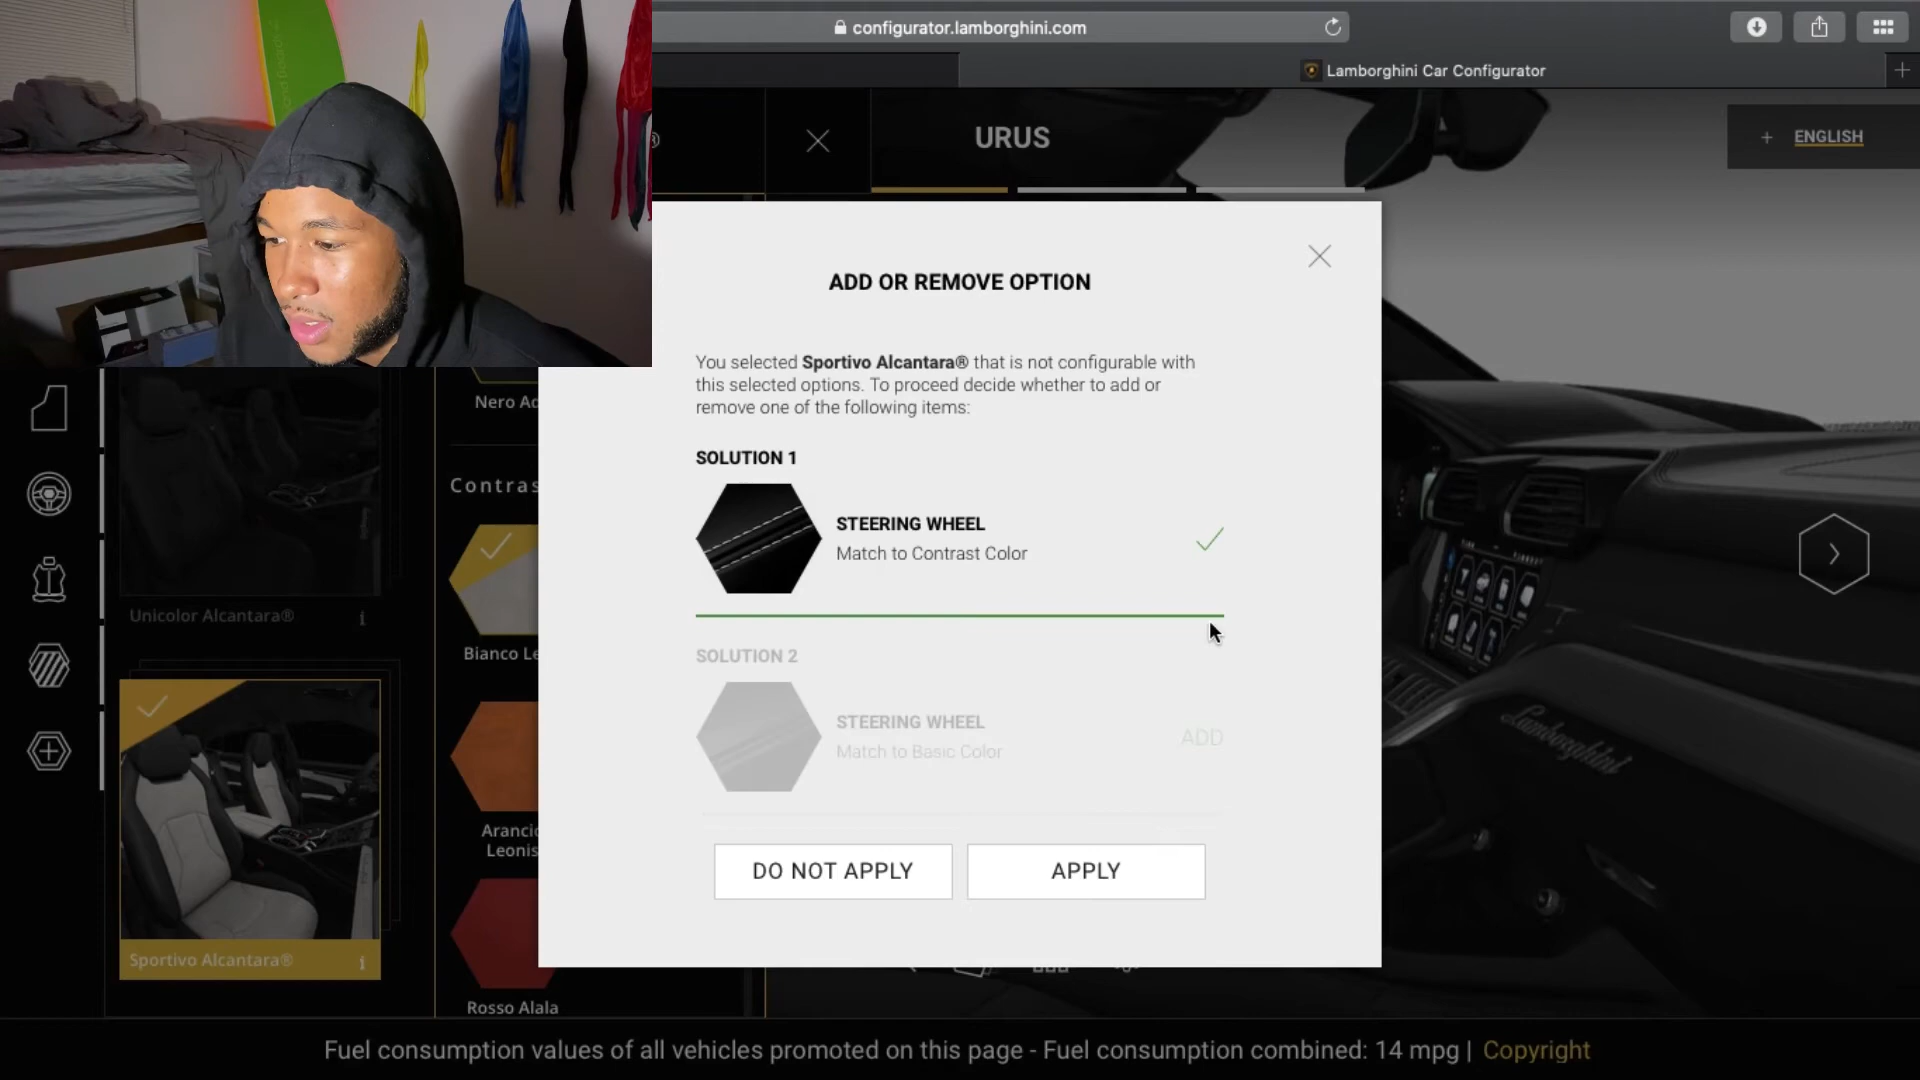 configurator.lamborghini.com
Lamborghini Car Configurator
URUS
+ ENGLISH
ADD OR REMOVE OPTION
You selected Sportivo Alcantara® that is not configurable with
this selected options. To proceed decide whether to add or
remove one of the following items:
SOLUTION 1
STEERING WHEEL
Match to Contrast Color
SOLUTION 2
STEERING WHEEL
Match to Basic Color
ADD
DO NOT APPLY
APPLY
Unicolor Alcantara® i
Sportivo Alcantara® i
Nero Ad
Contras
Bianco Le
Arancio
Leonis
Rosso Alala
Lamborghini
Fuel consumption values of all vehicles promoted on this page - Fuel consumption combined: 14 mpg | Copyright